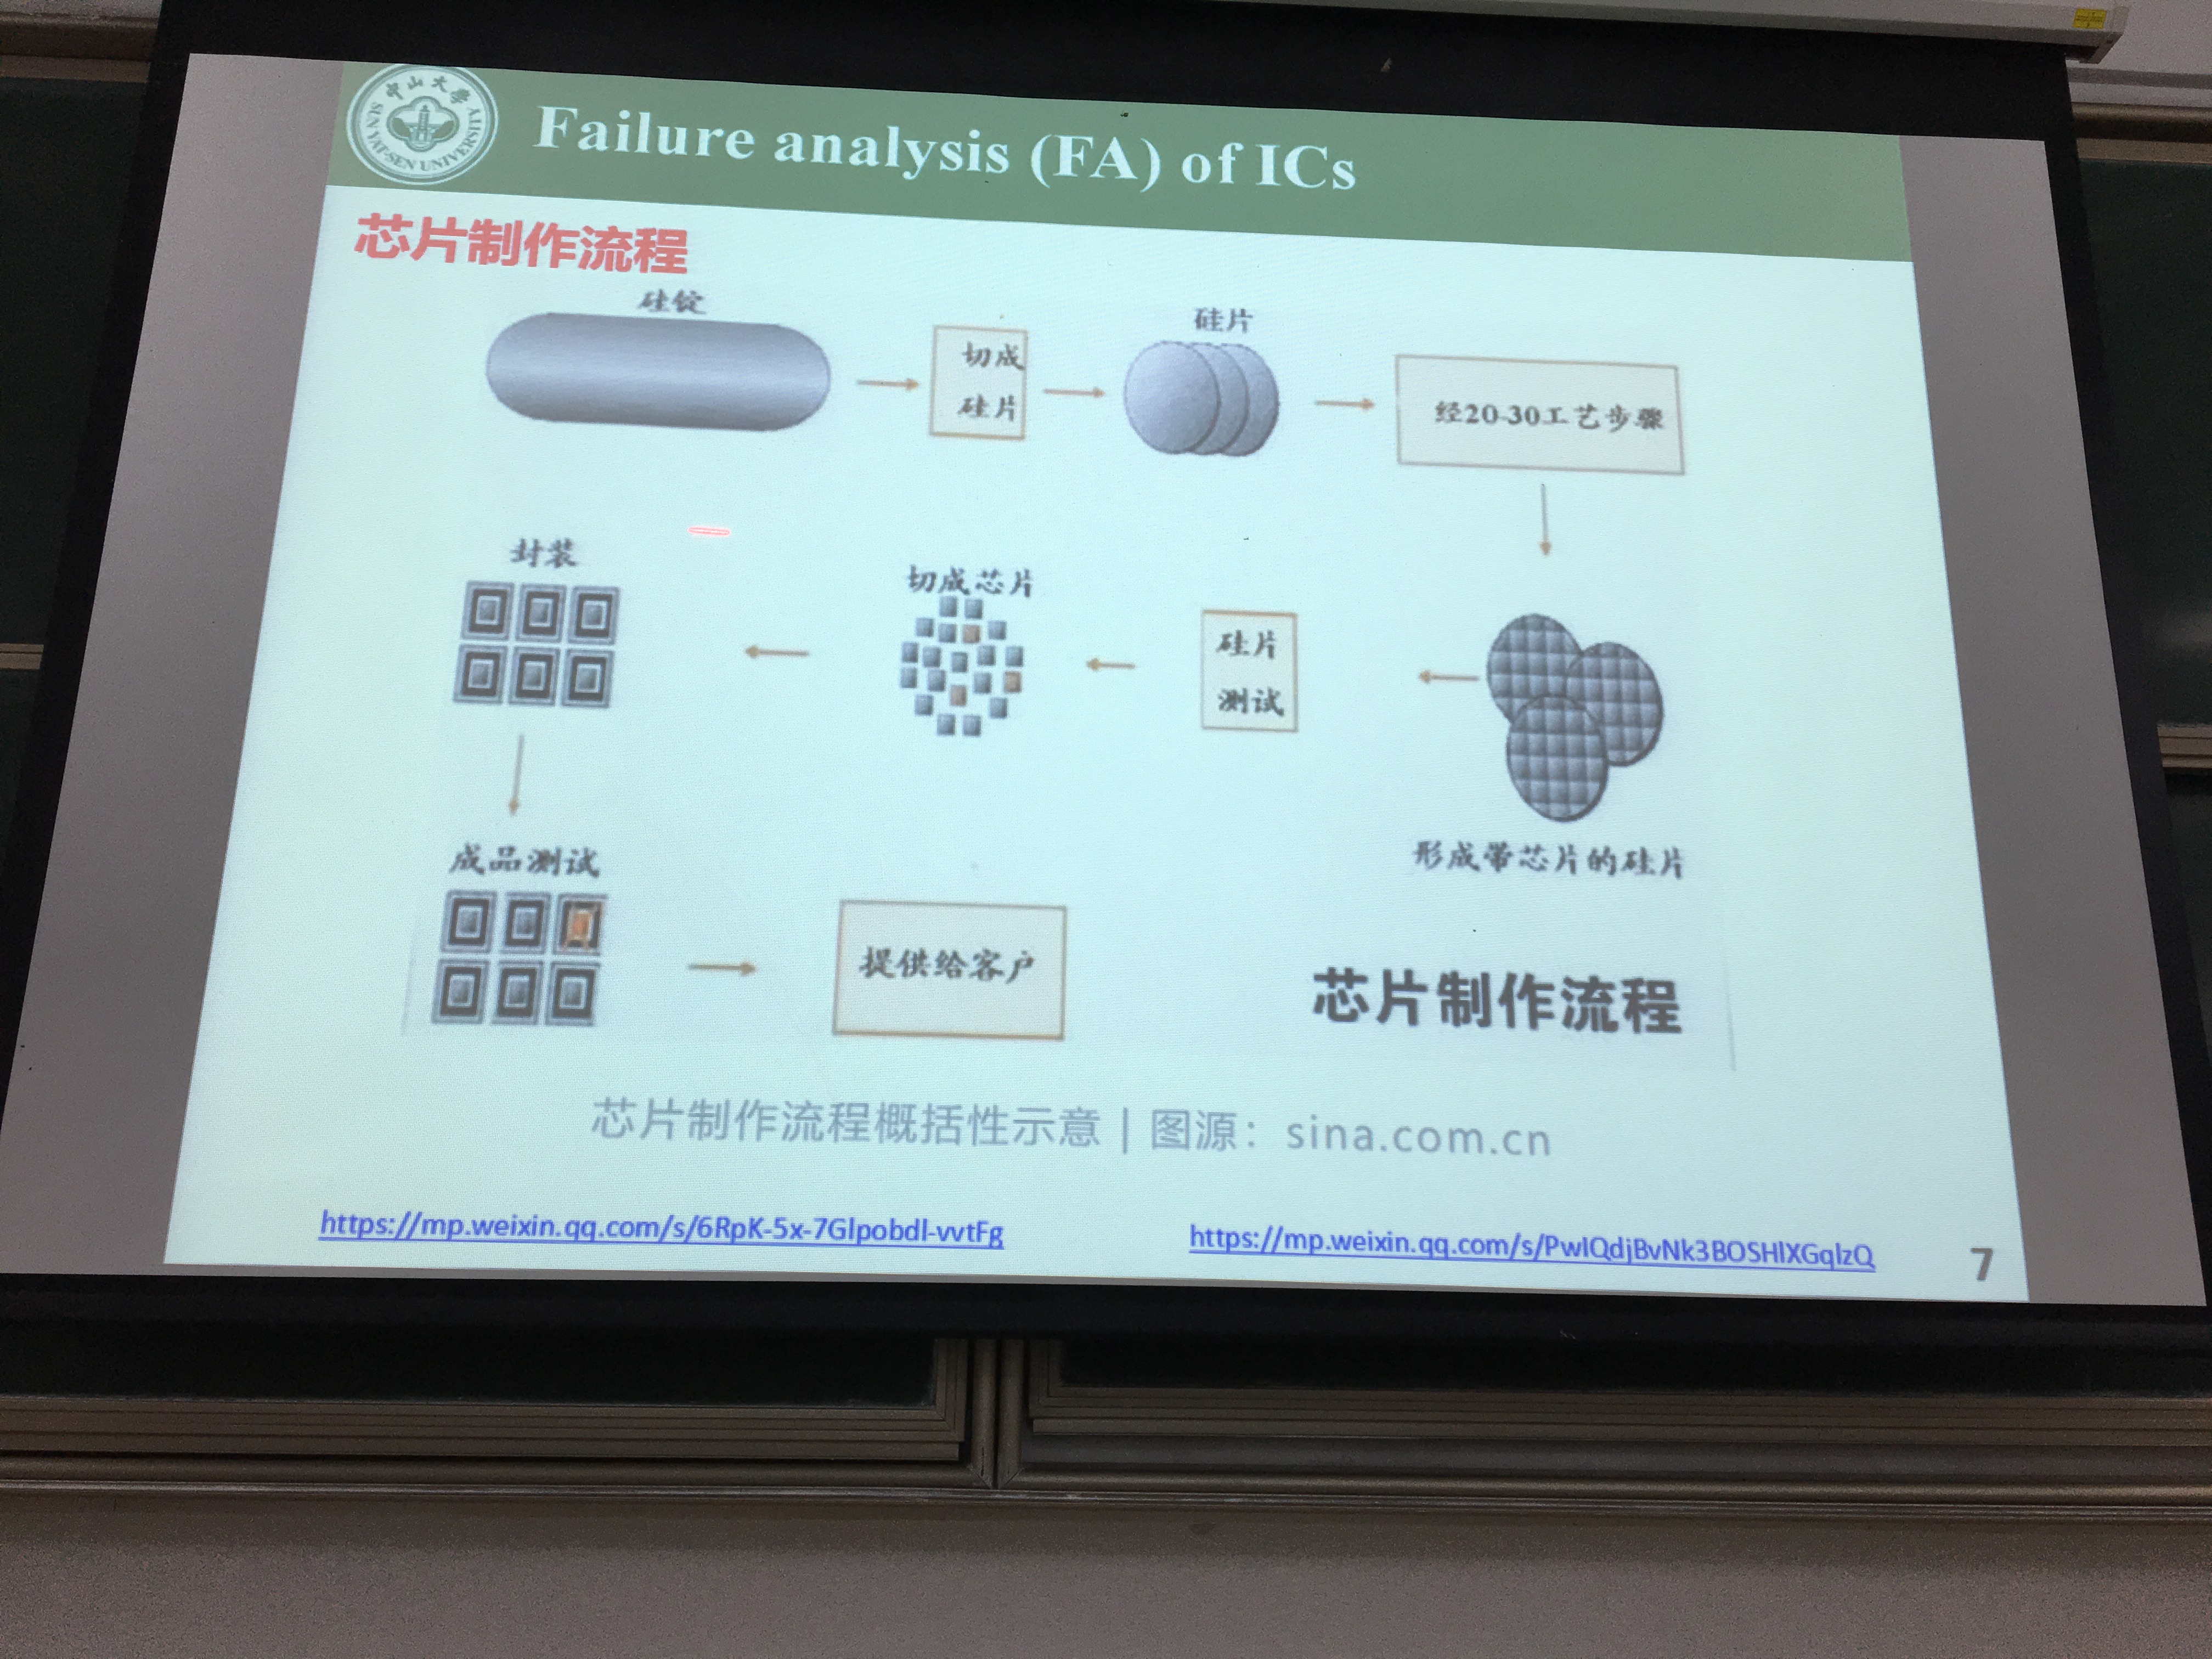 中山大學
SUN YAT-SEN UNIVERSITY
Failure analysis (FA) of ICs
芯片制作流程
硅锭
切成
硅片
硅片
经20-30工艺步骤
封装
切成芯片
硅片
测试
形成带芯片的硅片
成品测试
提供给客户
芯片制作流程
芯片制作流程概括性示意 | 图源：sina.com.cn
https://mp.weixin.qq.com/s/6RpK-5x-7Glpobdl-vvtFg
https://mp.weixin.qq.com/s/PwlQdjBvNk3BOSHlXGqlzQ
7